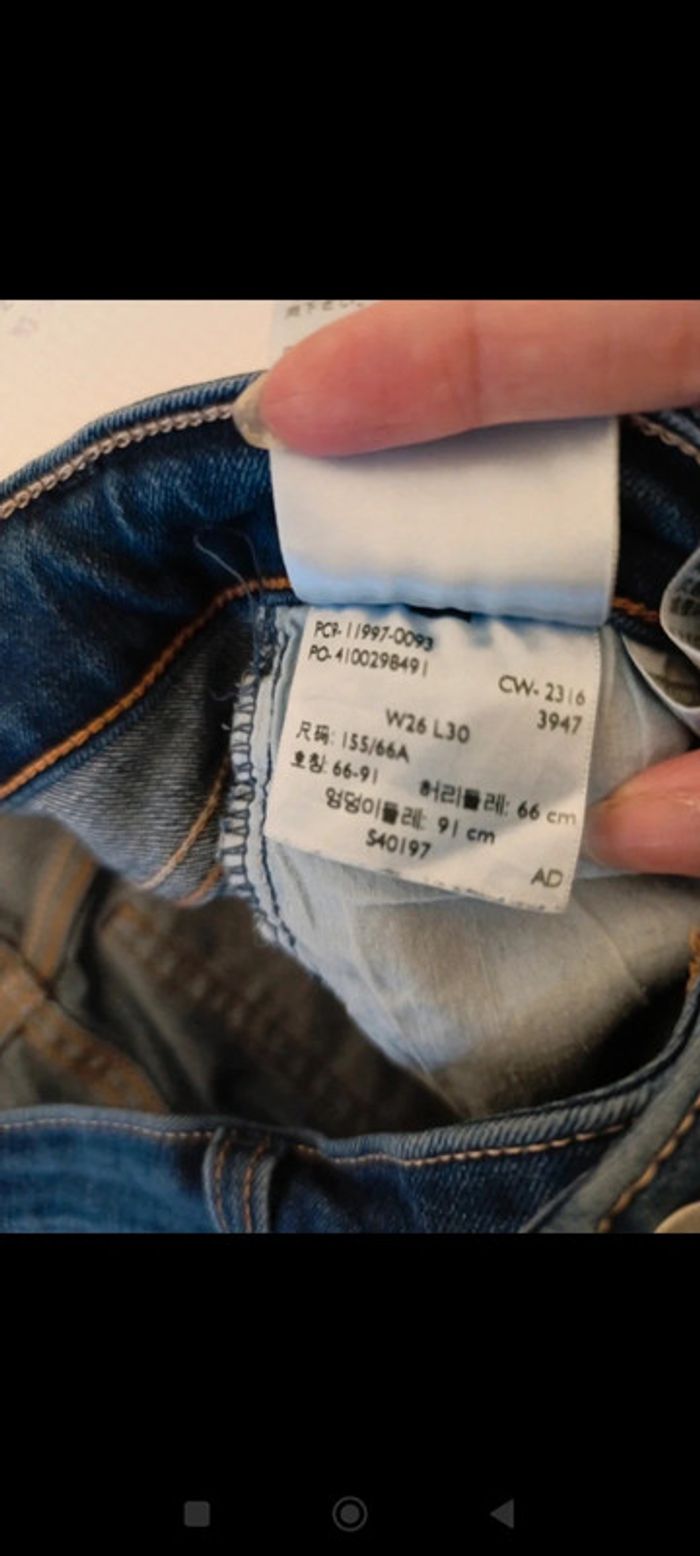 PC9-11997-0093
PO-4100298491
CW-2316
3947
W26 L30
尺码: 155/66A
호칭: 66-91
허리둘레: 66 cm
엉덩이둘레: 91 cm
S40197
AD